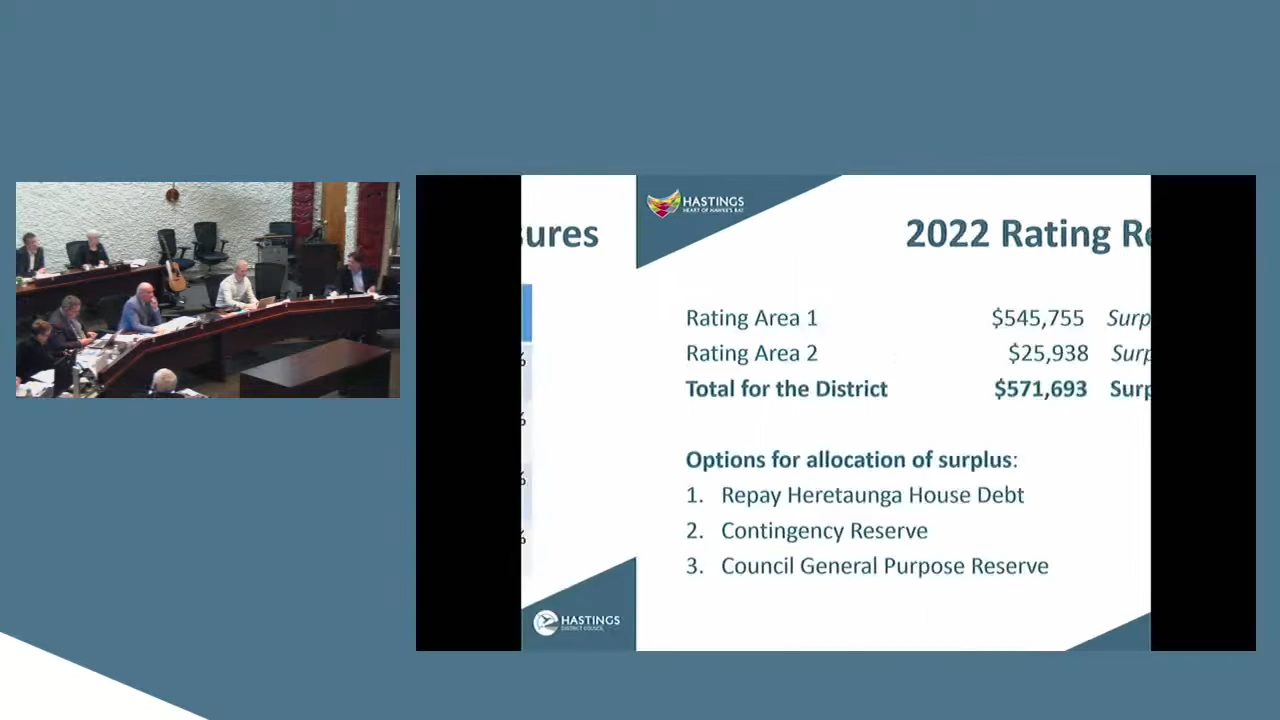 sures
%
%
%
%
HASTINGS
DISTRICT COUNCIL
HASTINGS
HEART OF HAWKE'S BAY
2022 Rating Re
Rating Area 1 $545,755 Surp
Rating Area 2 $25,938 Surp
Total for the District $571,693 Surp
Options for allocation of surplus:
1. Repay Heretaunga House Debt
2. Contingency Reserve
3. Council General Purpose Reserve